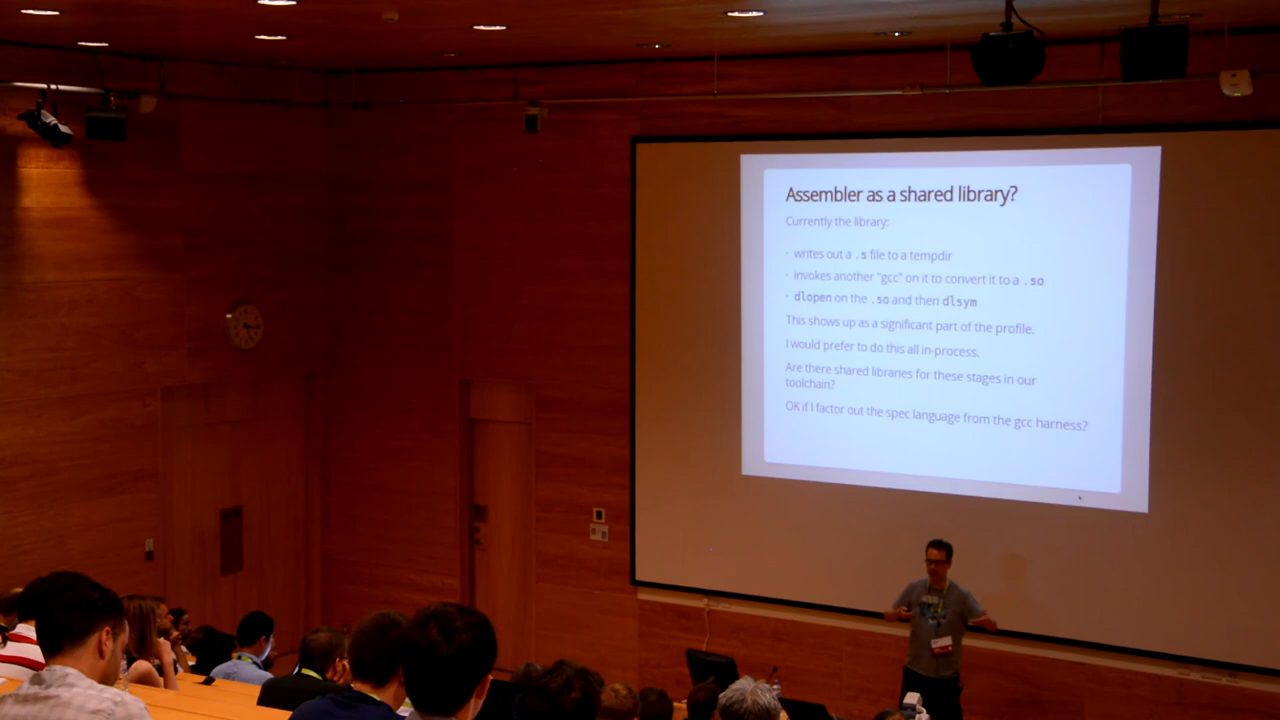 Assembler as a shared library?
Currently the library:
· writes out a .s file to a tempdir
· invokes another "gcc" on it to convert it to a .so
· dlopen on the .so and then dlsym
This shows up as a significant part of the profile.
I would prefer to do this all in-process.
Are there shared libraries for these stages in our
toolchain?
OK if I factor out the spec language from the gcc harness?